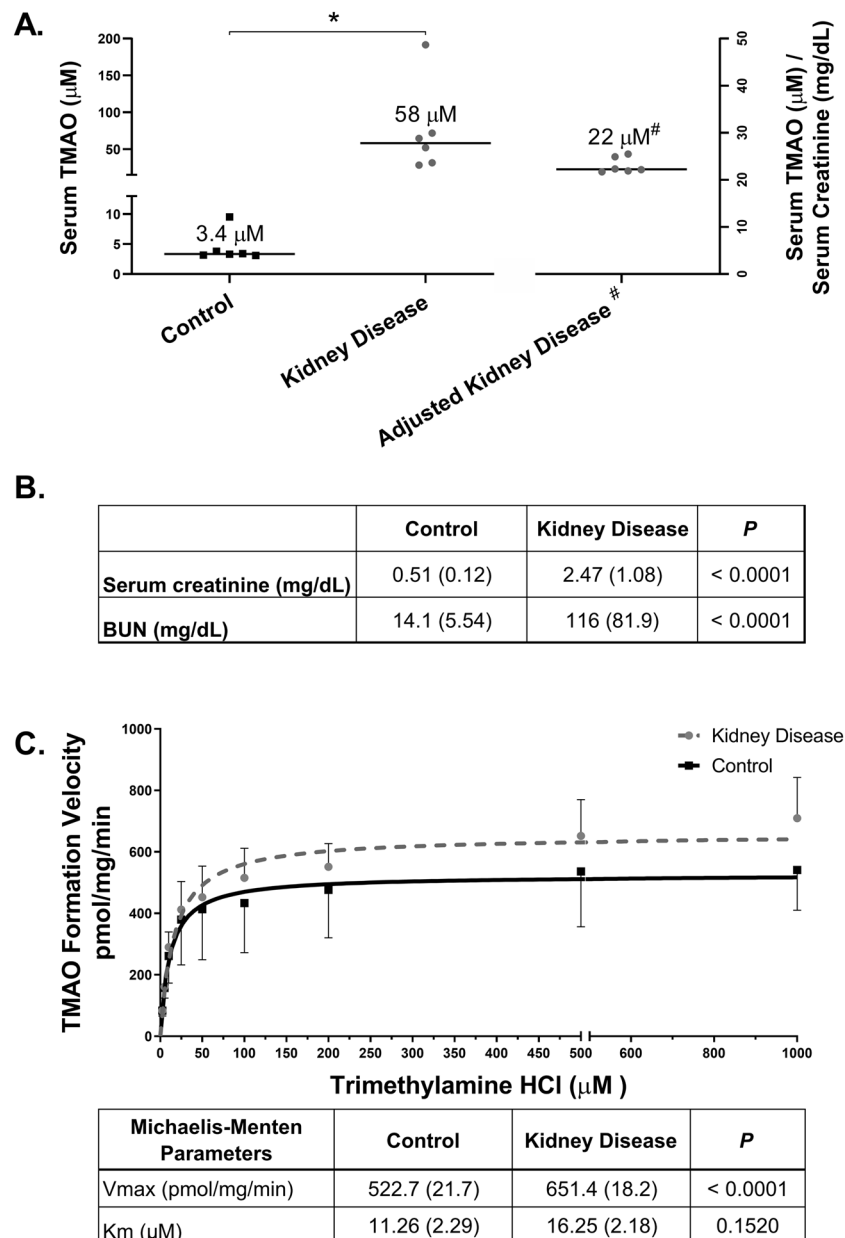 A.
*
Serum TMAO (μM)
200
150
100
50
10
5
0
3.4 μM
58 μM
22 μM#
50
40
30
20
10
0
Serum TMAO (μM) /
Serum Creatinine (mg/dL)
Control
Kidney Disease
Adjusted Kidney Disease#
B.
Control Kidney Disease P
Serum creatinine (mg/dL) 0.51 (0.12) 2.47 (1.08) < 0.0001
BUN (mg/dL) 14.1 (5.54) 116 (81.9) < 0.0001
C.
TMAO Formation Velocity
pmol/mg/min
1000
800
600
400
200
0
Kidney Disease
Control
0 50 100 150 200 250 300 350 400 450 500 600 800 1000
Trimethylamine HCl (μM )
Michaelis-Menten
Parameters Control Kidney Disease P
Vmax (pmol/mg/min) 522.7 (21.7) 651.4 (18.2) < 0.0001
Km (μM) 11.26 (2.29) 16.25 (2.18) 0.1520